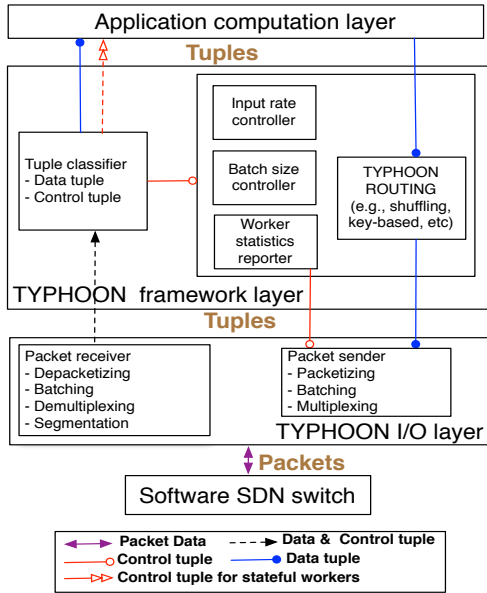 Application computation layer
Tuples
Input rate
controller
Tuple classifier
- Data tuple
- Control tuple
Batch size
controller
TYPHOON
ROUTING
(e.g., shuffling,
key-based, etc)
Worker
statistics
reporter
TYPHOON framework layer
Tuples
Packet receiver
- Depacketizing
- Batching
- Demultiplexing
- Segmentation
Packet sender
- Packetizing
- Batching
- Multiplexing
TYPHOON I/O layer
Packets
Software SDN switch
Packet Data
Data & Control tuple
Control tuple
Data tuple
Control tuple for stateful workers